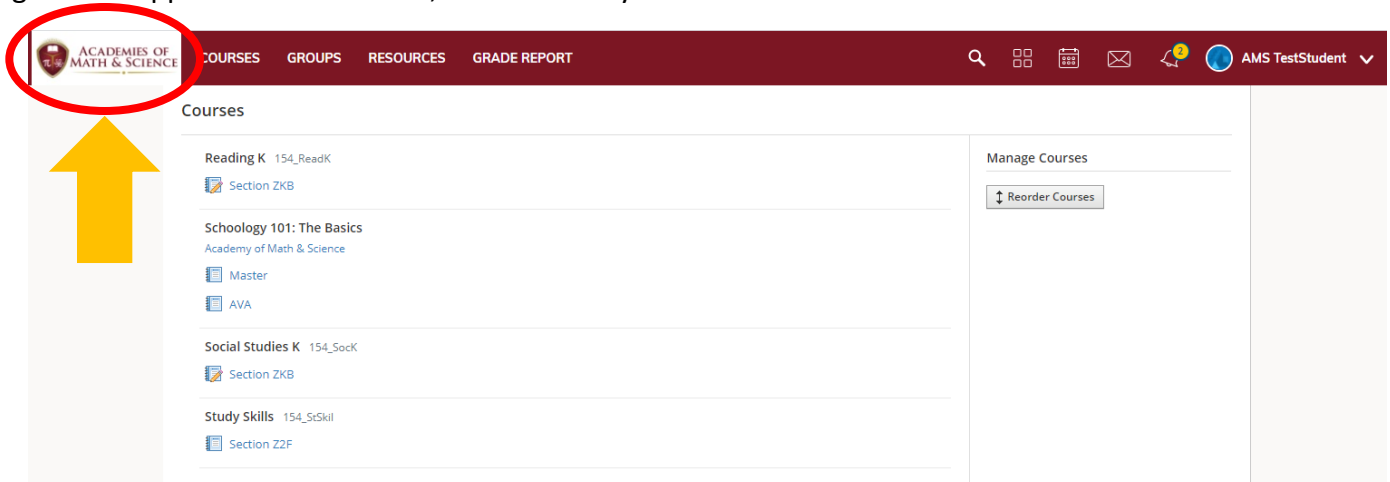 ACADEMIES OF
MATH & SCIENCE
COURSES GROUPS RESOURCES GRADE REPORT 2 AMS TestStudent
Courses
Reading K 154_ReadK
Section ZKB
Schoology 101: The Basics
Academy of Math & Science
Master
AVA
Social Studies K 154_SocK
Section ZKB
Study Skills 154_StSkil
Section Z2F
Manage Courses
Reorder Courses